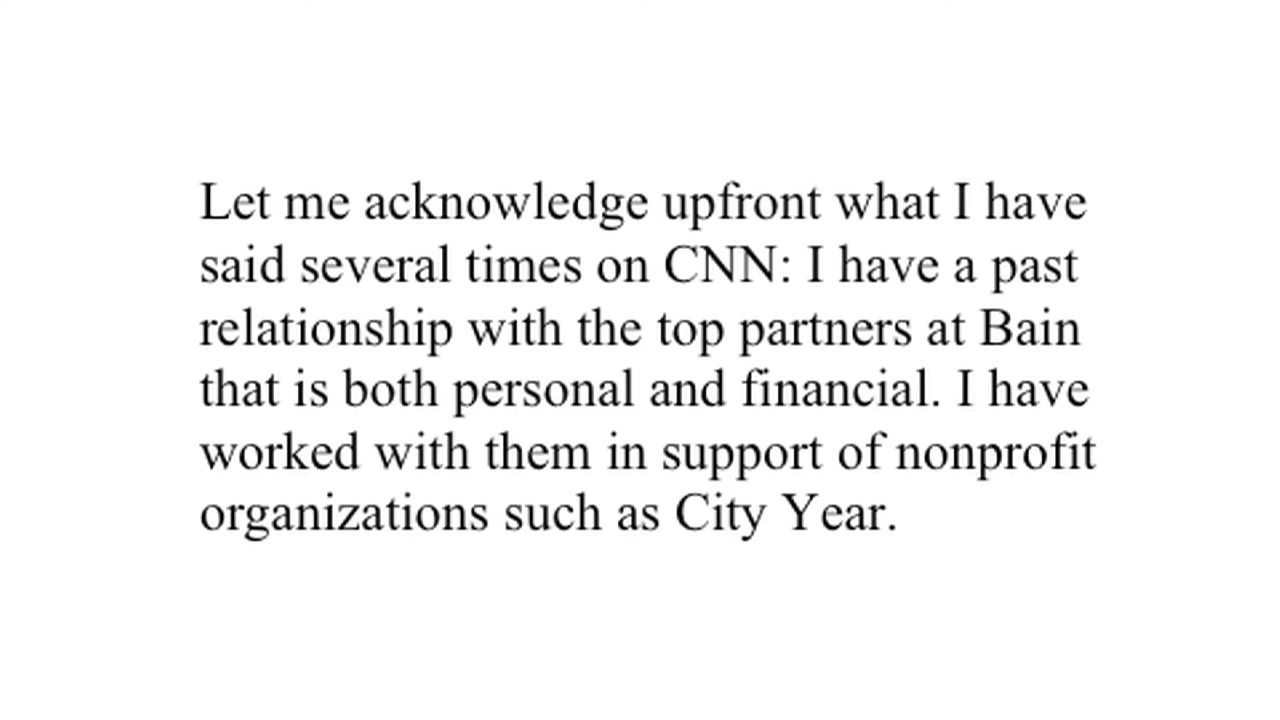 Let me acknowledge upfront what I have
said several times on CNN: I have a past
relationship with the top partners at Bain
that is both personal and financial. I have
worked with them in support of nonprofit
organizations such as City Year.